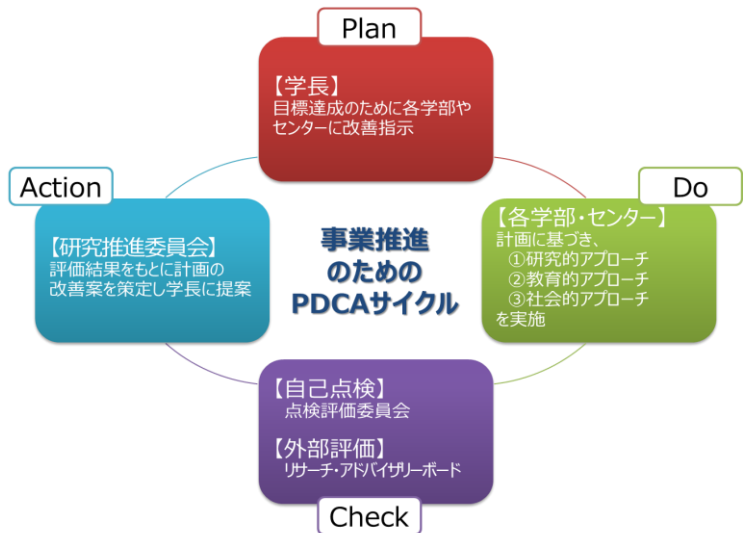 Plan
【学長】
目標達成のために各学部や
センターに改善指示
Do
【各学部・センター】
計画に基づき、
①研究的アプローチ
②教育的アプローチ
③社会的アプローチ
を実施
Action
【研究推進委員会】
評価結果をもとに計画の
改善案を策定し学長に提案
事業推進
のための
PDCAサイクル
【自己点検】
点検評価委員会
【外部評価】
リサーチ・アドバイザリーボード
Check